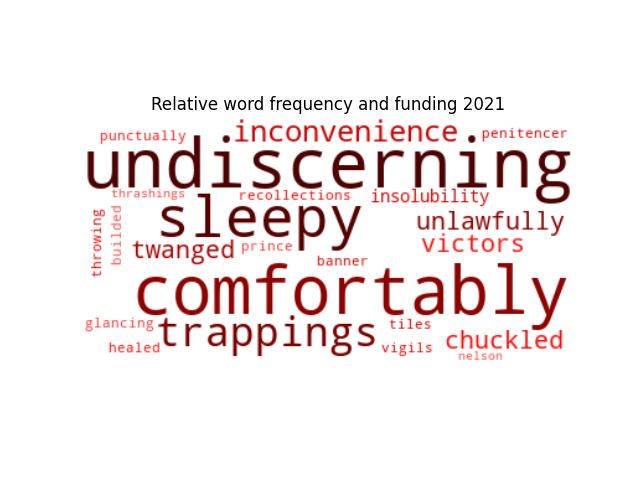 Relative word frequency and funding 2021
punctually
inconvenience
penitencer
undiscerning
thrashings
recollections
insolubility
sleepy
unlawfully
throwing
builded
twanged
prince
victors
banner
comfortably
glancing
trappings
tiles
chuckled
healed
vigils
nelson